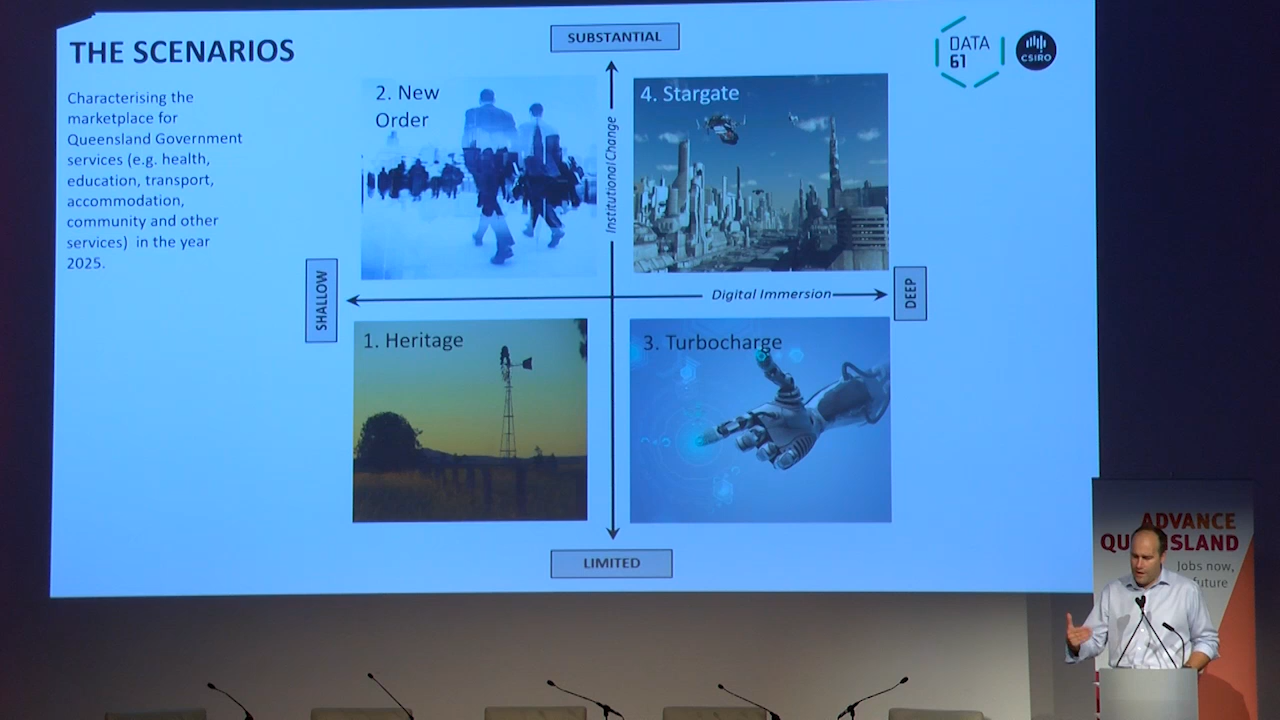 THE SCENARIOS
Characterising the
marketplace for
Queensland Government
services (e.g. health,
education, transport,
accommodation,
community and other
services) in the year
2025.
SUBSTANTIAL
DATA
61
CSIRO
2. New
Order
4. Stargate
Institutional Change
SHALLOW
Digital Immersion
DEEP
1. Heritage
3. Turbocharge
LIMITED
ADVANCE
QUEENSLAND
Jobs now,
future